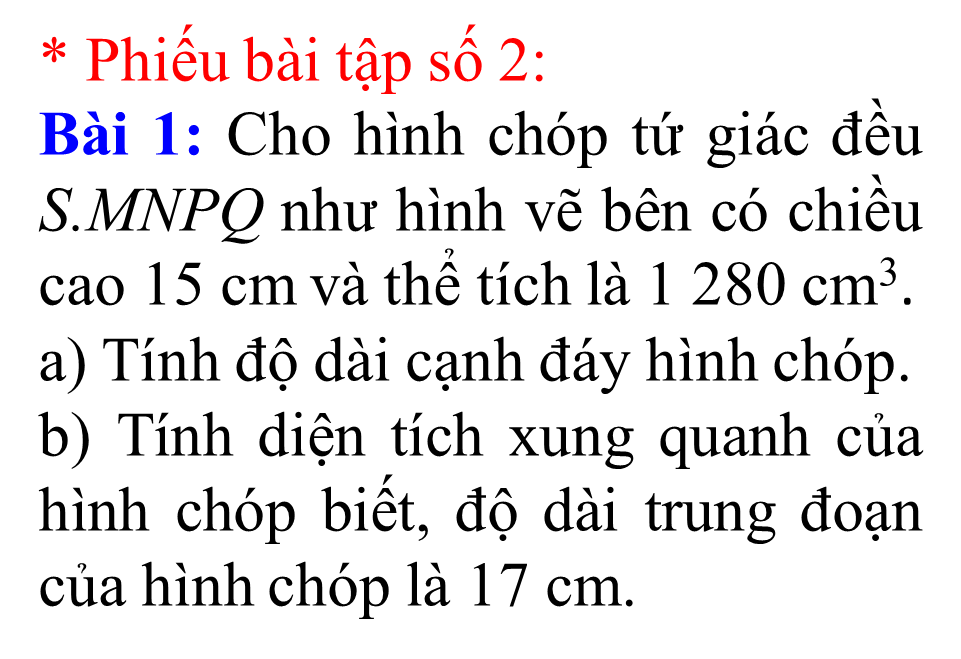 * Phiếu bài tập số 2:
Bài 1: Cho hình chóp tứ giác đều
S.MNPQ như hình vẽ bên có chiều
cao 15 cm và thể tích là 1 280 cm³.
a) Tính độ dài cạnh đáy hình chóp.
b) Tính diện tích xung quanh của
hình chóp biết, độ dài trung đoạn
của hình chóp là 17 cm.